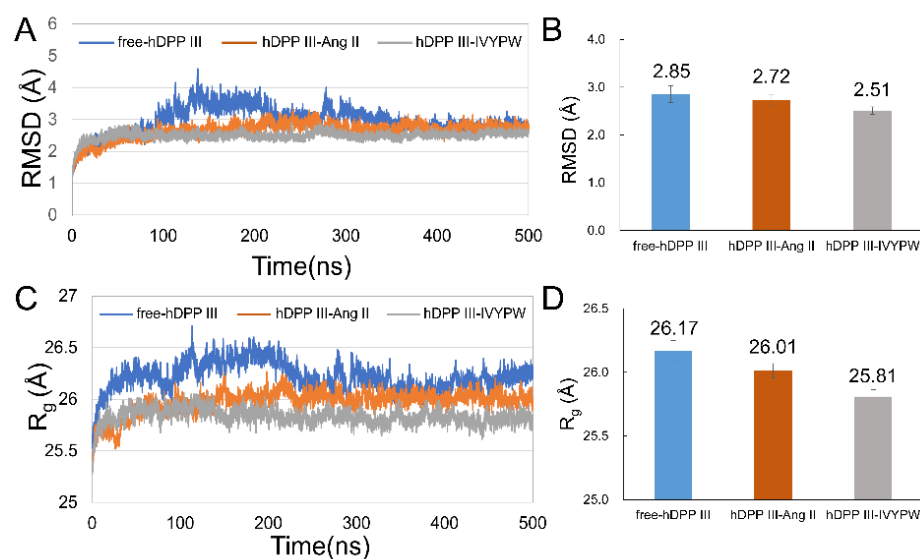 A
free-hDPP III hDPP III-Ang II hDPP III-IVYPW
RMSD (Å)
6
5
4
3
2
1
0
0 100 200 300 400 500
Time(ns)
B
RMSD (Å)
4.0
3.0
2.0
1.0
0.0
2.85
2.72
2.51
free-hDPP III hDPP III-Ang II hDPP III-IVYPW
C
free-hDPP III hDPP III-Ang II hDPP III-IVYPW
Rg (Å)
27
26.5
26
25.5
25
0 100 200 300 400 500
Time(ns)
D
Rg (Å)
26.5
26.0
25.5
25.0
26.17
26.01
25.81
free-hDPP III hDPP III-Ang II hDPP III-IVYPW